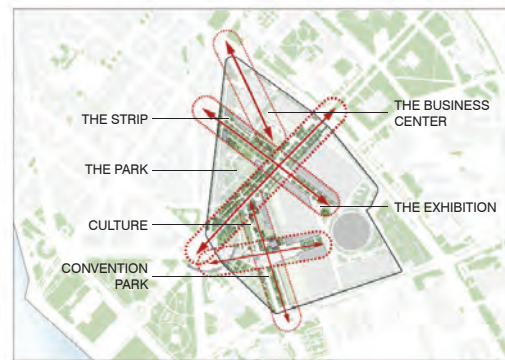 THE STRIP
THE PARK
CULTURE
CONVENTION
PARK
THE BUSINESS
CENTER
THE EXHIBITION